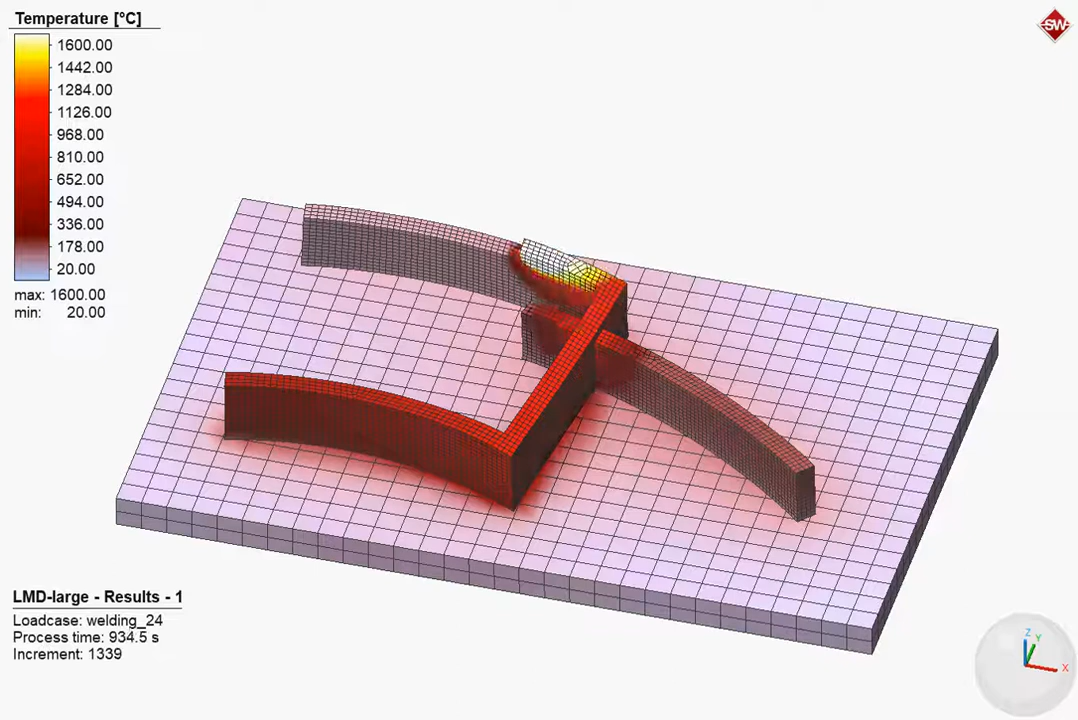 Temperature [°C]
1600.00
1442.00
1284.00
1126.00
968.00
810.00
652.00
494.00
336.00
178.00
20.00
max: 1600.00
min: 20.00
SW
LMD-large - Results - 1
Loadcase: welding_24
Process time: 934.5 s
Increment: 1339
Z
Y
X